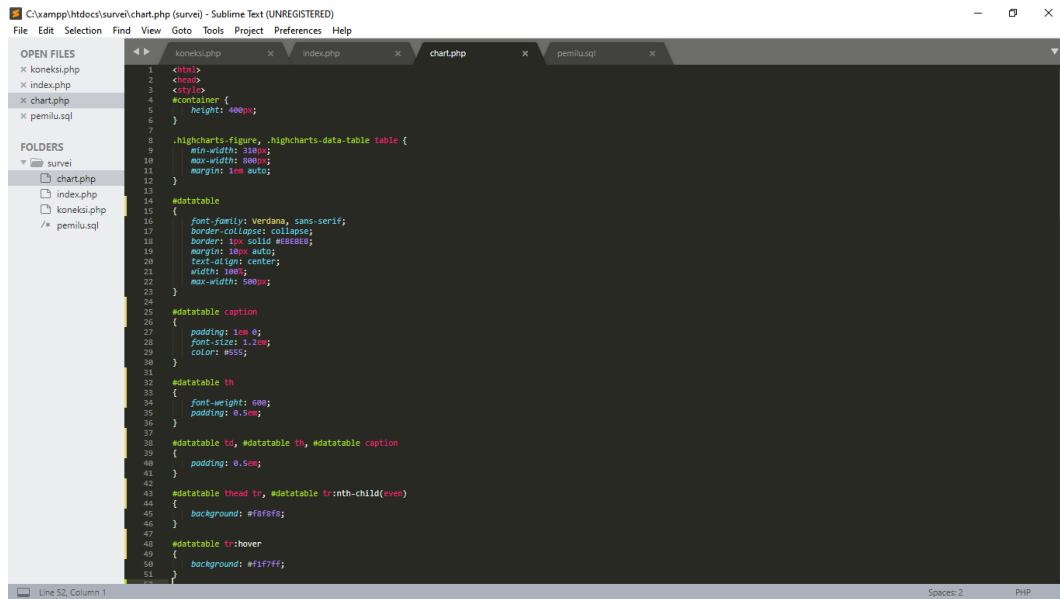 C:\xampp\htdocs\survei\chart.php (survei) - Sublime Text (UNREGISTERED)
File Edit Selection Find View Goto Tools Project Preferences Help
OPEN FILES
koneksi.php
index.php
chart.php
pemilu.sql
FOLDERS
survei
chart.php
index.php
koneksi.php
/* pemilu.sql
koneksi.php index.php chart.php pemilu.sql
1 <html>
2 <head>
3 <style>
4 #container {
5 height: 400px;
6 }
7
8 .highcharts-figure, .highcharts-data-table table {
9 min-width: 310px;
10 max-width: 800px;
11 margin: 1em auto;
12 }
13
14 #datatable
15 {
16 font-family: Verdana, sans-serif;
17 border-collapse: collapse;
18 border: 1px solid #EBEBEB;
19 margin: 10px auto;
20 text-align: center;
21 width: 100%;
22 max-width: 500px;
23 }
24
25 #datatable caption
26 {
27 padding: 1em 0;
28 font-size: 1.2em;
29 color: #555;
30 }
31
32 #datatable th
33 {
34 font-weight: 600;
35 padding: 0.5em;
36 }
37
38 #datatable td, #datatable th, #datatable caption
39 {
40 padding: 0.5em;
41 }
42
43 #datatable thead tr, #datatable tr:nth-child(even)
44 {
45 background: #f8f8f8;
46 }
47
48 #datatable tr:hover
49 {
50 background: #f1f7ff;
51 }
52
Line 52, Column 1 Spaces: 2 PHP